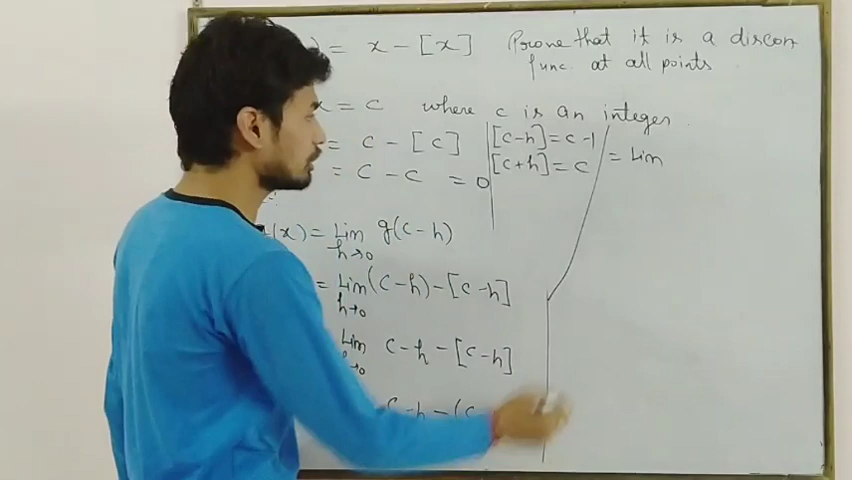 ) = x - [x] Prove that it is a discon
func. at all points
x = c where c is an integer.
= c - [c]
= c - c = 0
[c-h] = c-1
[c+h] = c
= Lim
(x) = Lim g(c-h)
h→0
= Lim (c-h) - [c-h]
h→0
Lim c-h - [c-h]
→0
c-h - (c